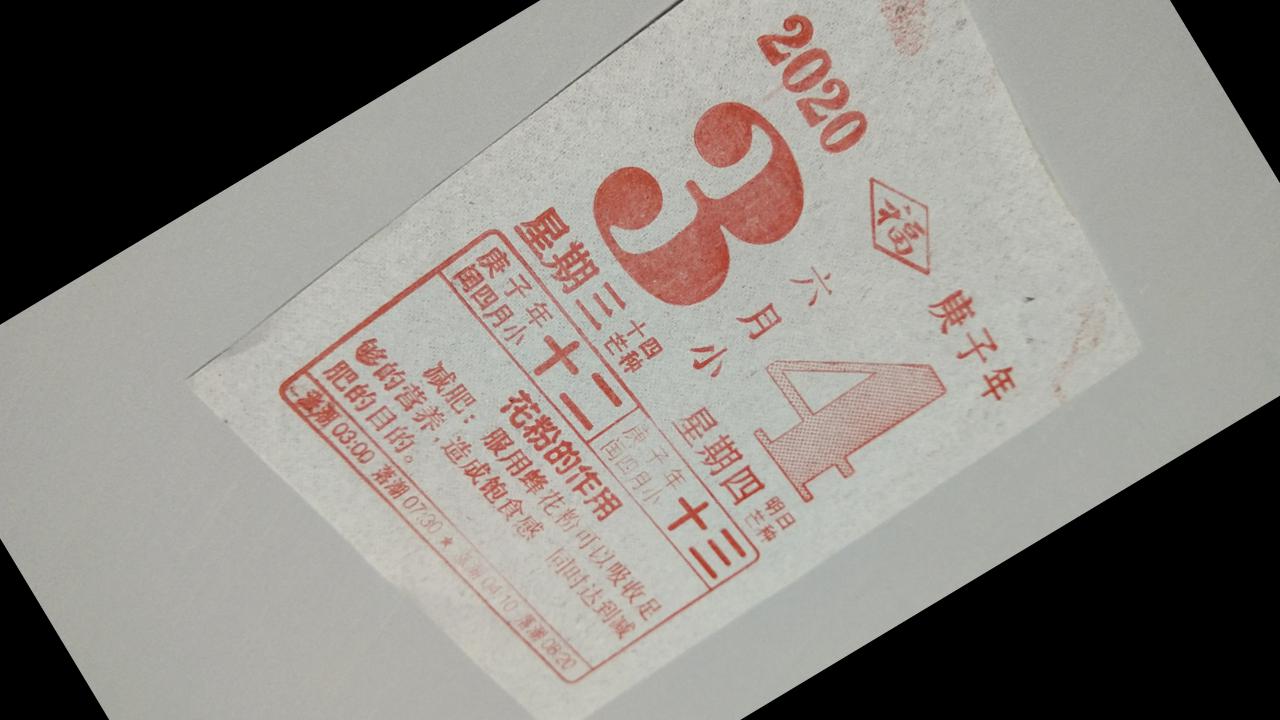 2020
福
庚子年
3
六月小
4
星期三
十四
芒种
星期四
明日
芒种
庚子年
闰四月小
十二
庚子年
闰四月小
十三
花粉的作用
减肥：服用蜂花粉可以吸收足
够的营养，造成饱食感 同时达到减
肥的目的。
03:00 落潮 07:30 ★ 04:10 落潮 08:20